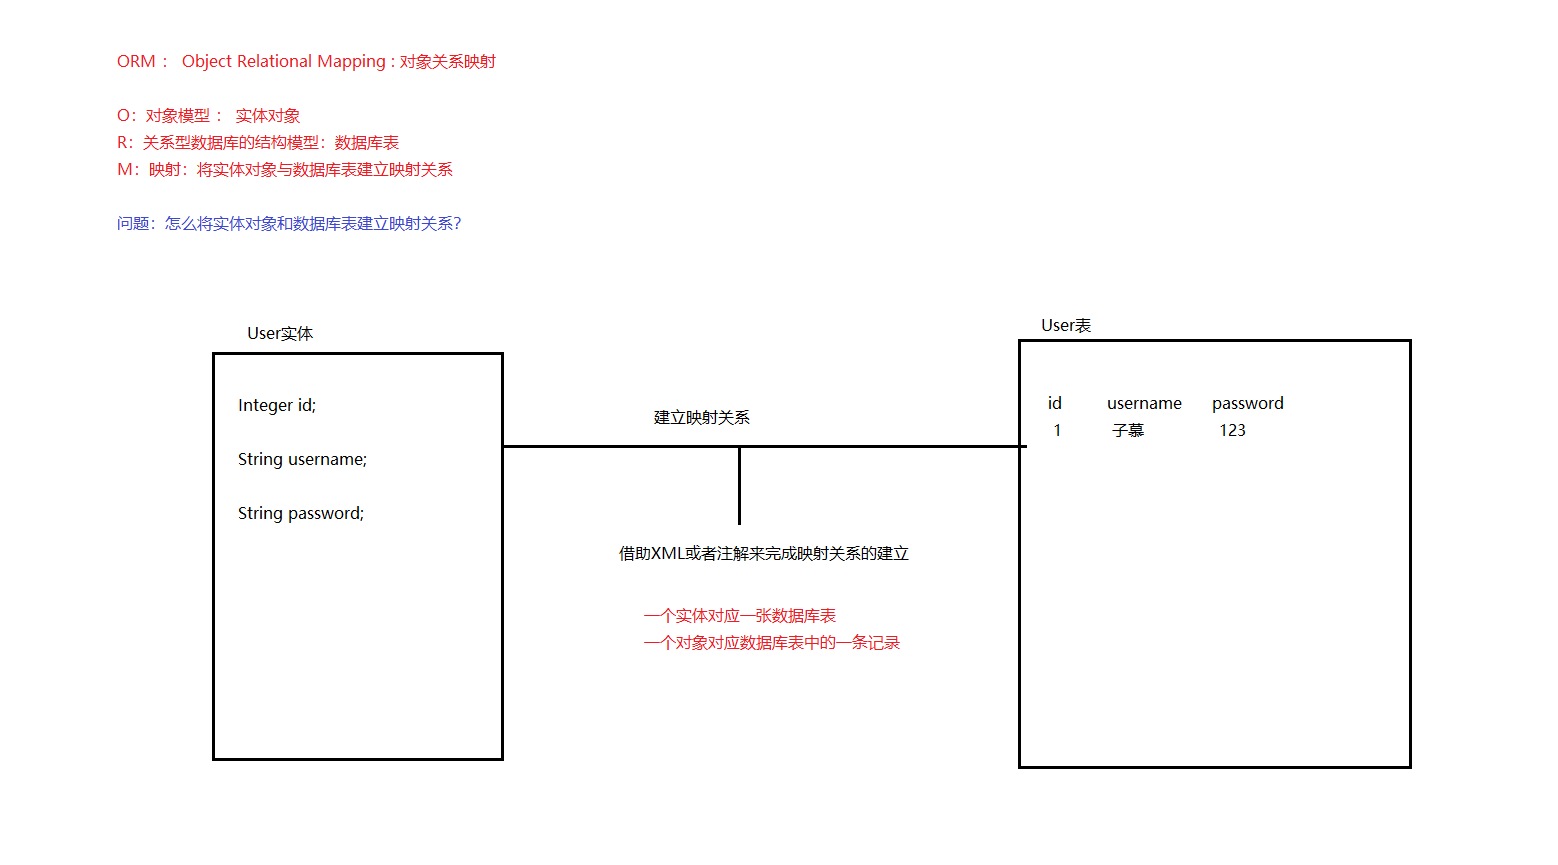 ORM： Object Relational Mapping : 对象关系映射
O：对象模型： 实体对象
R：关系型数据库的结构模型：数据库表
M：映射：将实体对象与数据库表建立映射关系
问题：怎么将实体对象和数据库表建立映射关系?
User实体
User表
Integer id;
String username;
String password;
建立映射关系
id username password
1 子慕 123
借助XML或者注解来完成映射关系的建立
一个实体对应一张数据库表
一个对象对应数据库表中的一条记录